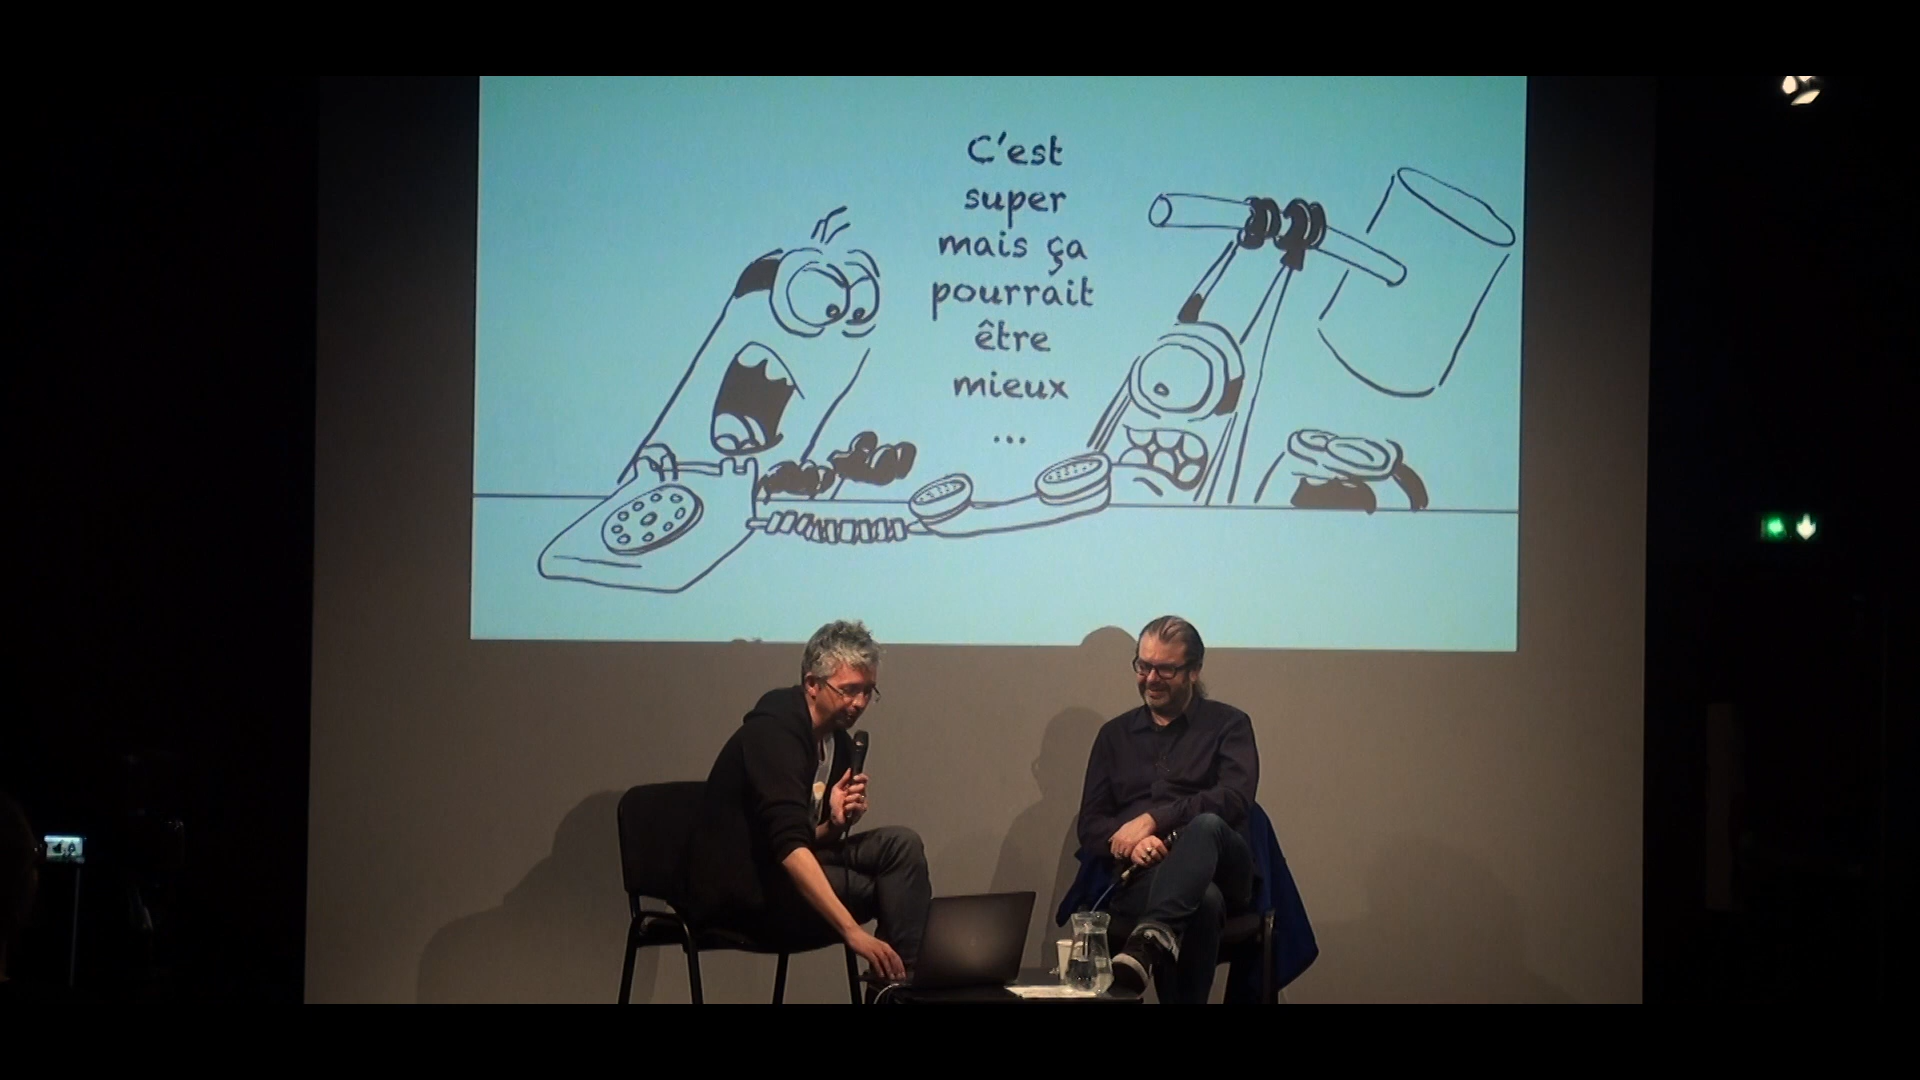 C'est
super
mais ça
pourrait
être
mieux
...